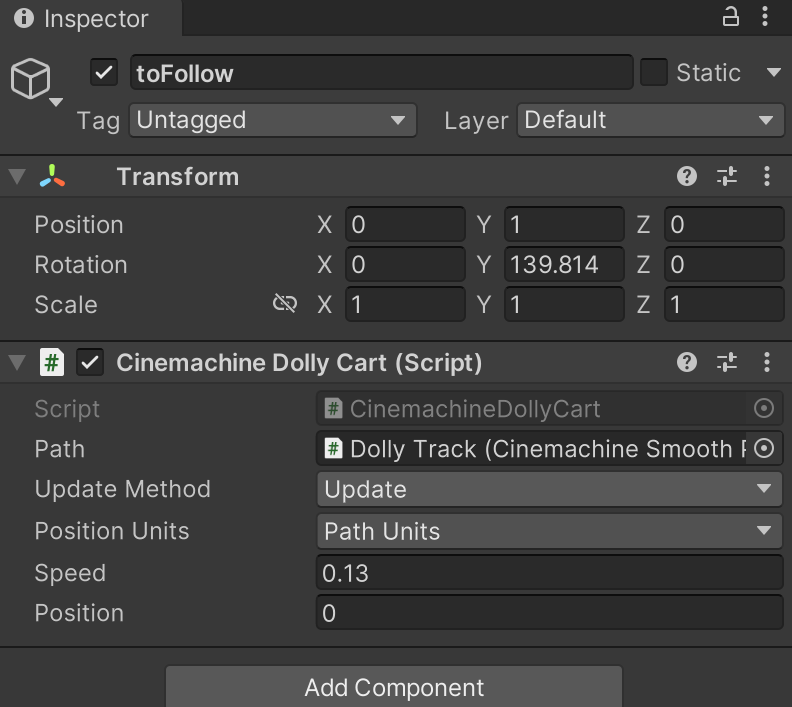 Inspector
toFollow
Static
Tag Untagged Layer Default
Transform
Position X 0 Y 1 Z 0
Rotation X 0 Y 139.814 Z 0
Scale X 1 Y 1 Z 1
# Cinemachine Dolly Cart (Script)
Script # CinemachineDollyCart
Path # Dolly Track (Cinemachine Smooth
Update Method Update
Position Units Path Units
Speed 0.13
Position 0
Add Component